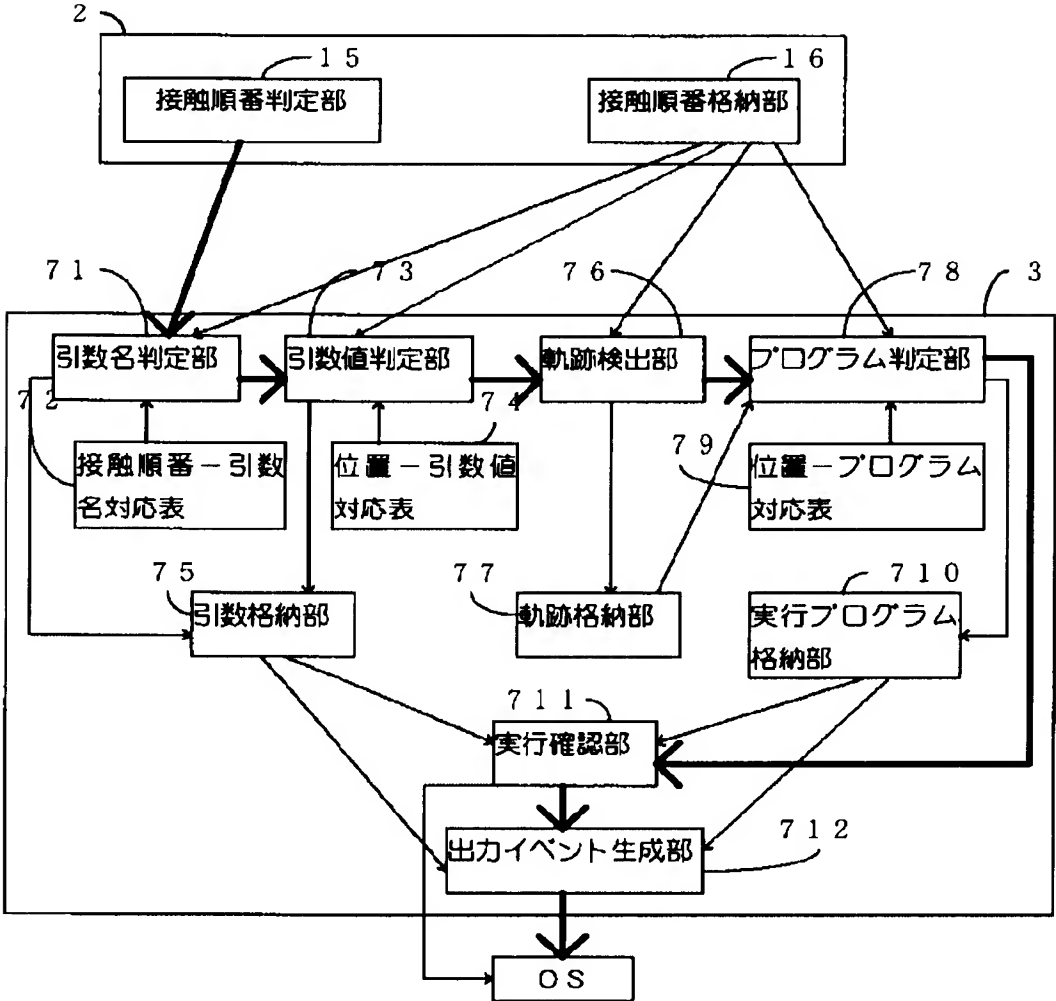 2
15
16
接触順番判定部
接触順番格納部
71
73
76
78
3
引数名判定部
引数値判定部
軌跡検出部
プログラム判定部
72
74
79
接触順番－引数
名対応表
位置－引数値
対応表
位置－プログラム
対応表
75
77
710
引数格納部
軌跡格納部
実行プログラム
格納部
711
実行確認部
712
出力イベント生成部
OS